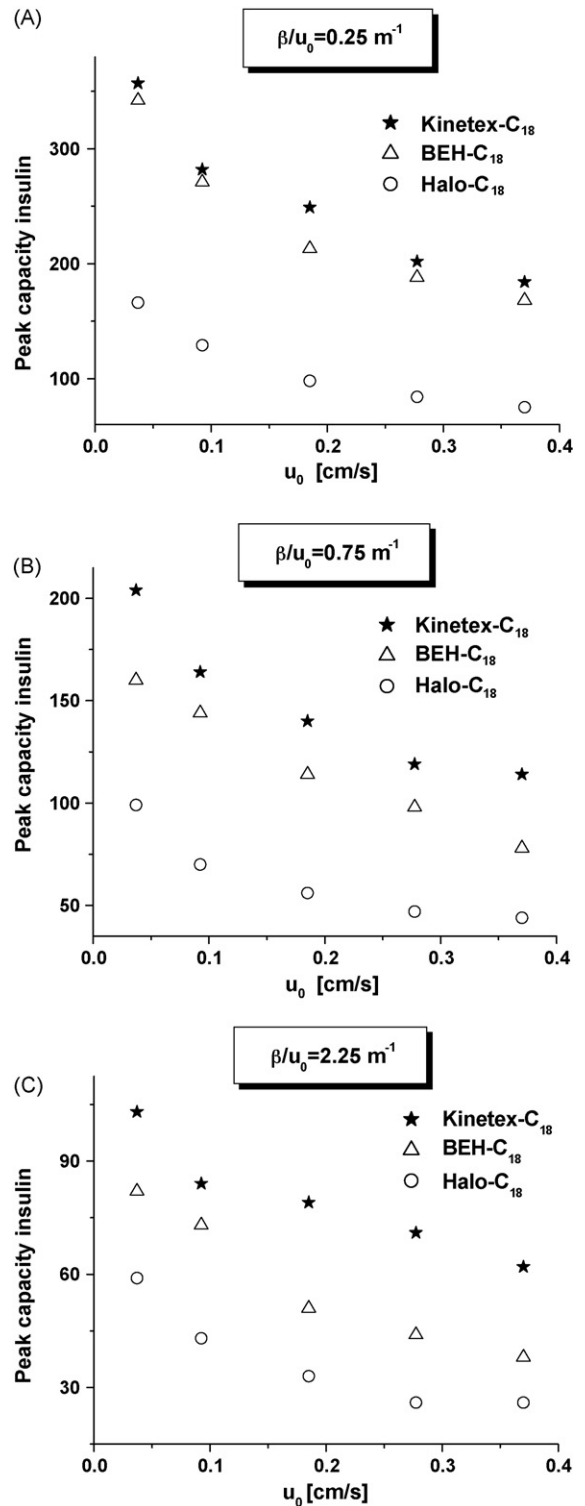 (A)
β/u₀=0.25 m⁻¹
Kinetex-C₁₈
BEH-C₁₈
Halo-C₁₈
Peak capacity insulin
300
200
100
0.0 0.1 0.2 0.3 0.4
u₀ [cm/s]
(B)
β/u₀=0.75 m⁻¹
Kinetex-C₁₈
BEH-C₁₈
Halo-C₁₈
Peak capacity insulin
200
150
100
50
0.0 0.1 0.2 0.3 0.4
u₀ [cm/s]
(C)
β/u₀=2.25 m⁻¹
Kinetex-C₁₈
BEH-C₁₈
Halo-C₁₈
Peak capacity insulin
90
60
30
0.0 0.1 0.2 0.3 0.4
u₀ [cm/s]